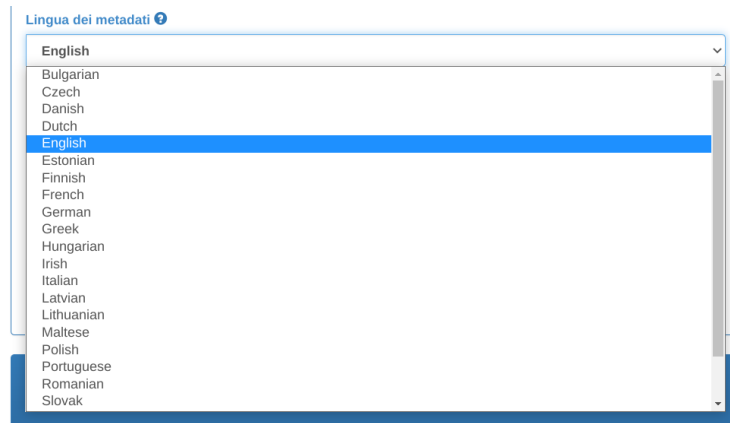 Lingua dei metadati ?
English
Bulgarian
Czech
Danish
Dutch
English
Estonian
Finnish
French
German
Greek
Hungarian
Irish
Italian
Latvian
Lithuanian
Maltese
Polish
Portuguese
Romanian
Slovak